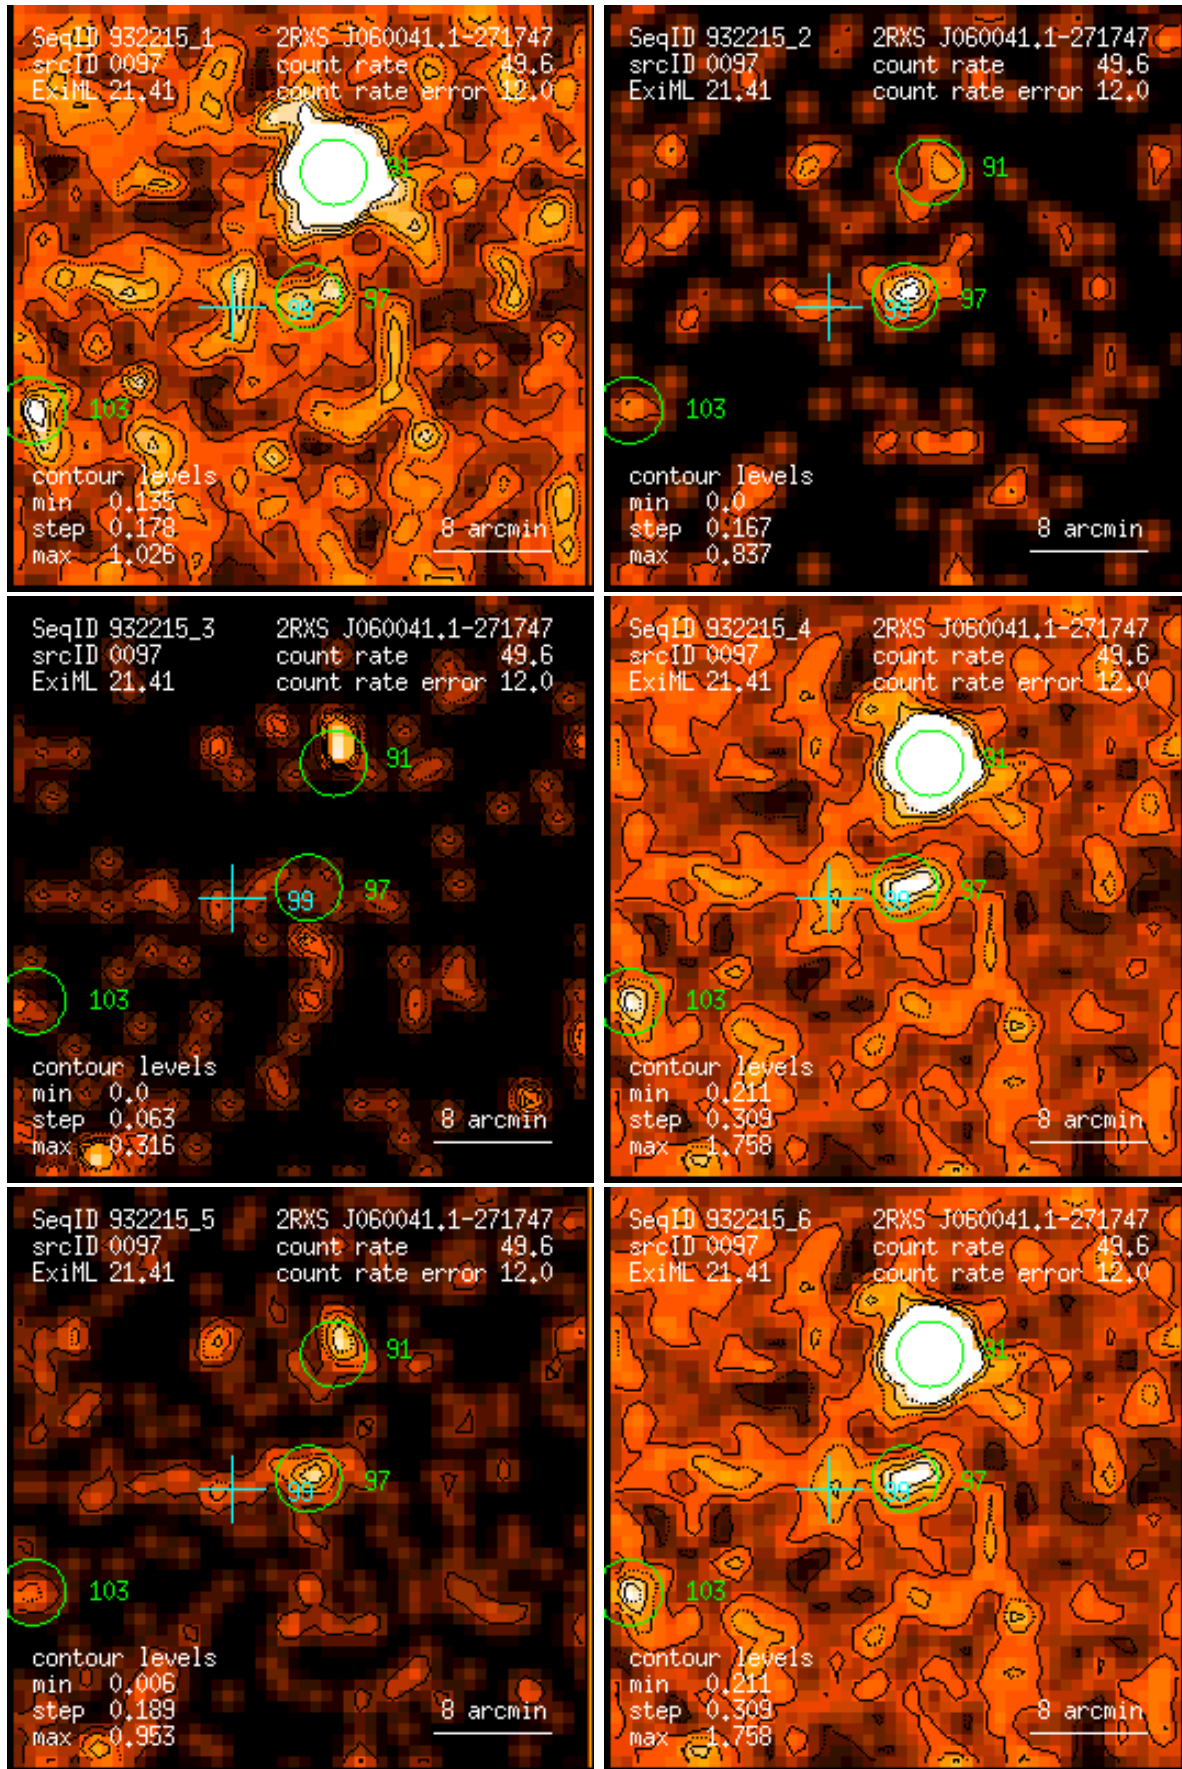 SeqID 932215_1 2RXS J060041.1-271747
srcID 0097 count rate 49.6
ExiML 21.41 count rate error 12.0
91
97
99
103
contour levels
min 0.135
step 0.178
max 1.026
8 arcmin
SeqID 932215_2 2RXS J060041.1-271747
srcID 0097 count rate 49.6
ExiML 21.41 count rate error 12.0
91
97
99
103
contour levels
min 0.0
step 0.167
max 0.837
8 arcmin
SeqID 932215_3 2RXS J060041.1-271747
srcID 0097 count rate 49.6
ExiML 21.41 count rate error 12.0
91
97
99
103
contour levels
min 0.0
step 0.063
max 0.316
8 arcmin
SeqID 932215_4 2RXS J060041.1-271747
srcID 0097 count rate 49.6
ExiML 21.41 count rate error 12.0
91
97
99
103
contour levels
min 0.211
step 0.309
max 1.758
8 arcmin
SeqID 932215_5 2RXS J060041.1-271747
srcID 0097 count rate 49.6
ExiML 21.41 count rate error 12.0
91
97
99
103
contour levels
min 0.006
step 0.189
max 0.953
8 arcmin
SeqID 932215_6 2RXS J060041.1-271747
srcID 0097 count rate 49.6
ExiML 21.41 count rate error 12.0
91
97
99
103
contour levels
min 0.211
step 0.309
max 1.758
8 arcmin